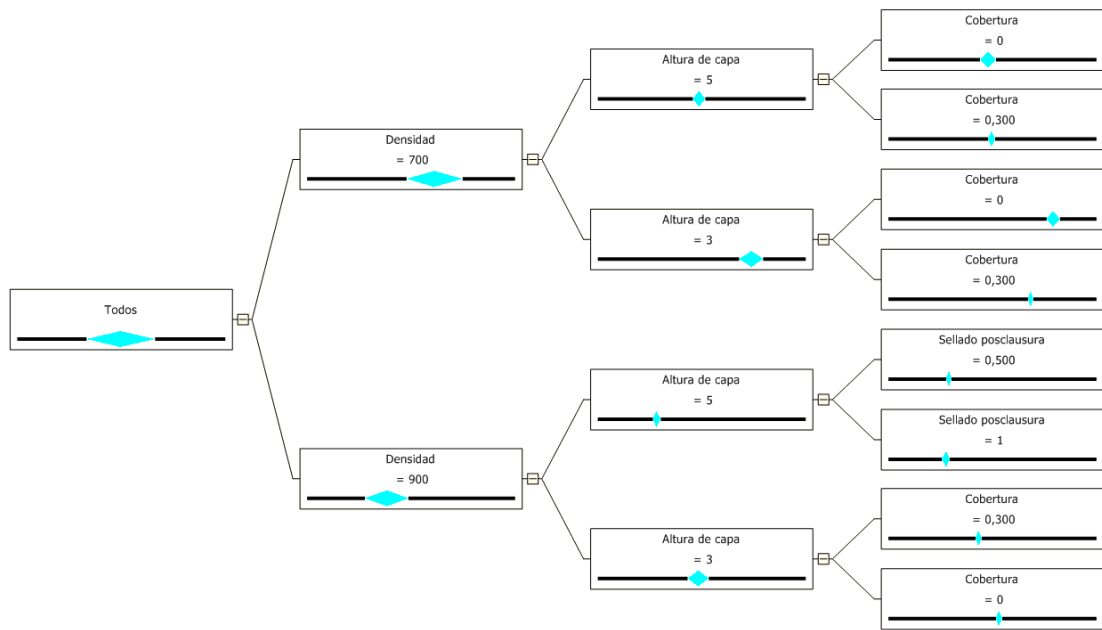 Todos
Densidad
= 700
Altura de capa
= 5
Cobertura
= 0
Cobertura
= 0,300
Altura de capa
= 3
Cobertura
= 0
Cobertura
= 0,300
Densidad
= 900
Altura de capa
= 5
Sellado posclausura
= 0,500
Sellado posclausura
= 1
Altura de capa
= 3
Cobertura
= 0,300
Cobertura
= 0